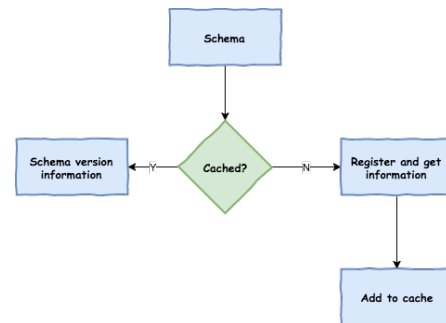 Schema
Cached?
Schema version
information
Y
N
Register and get
information
Add to cache